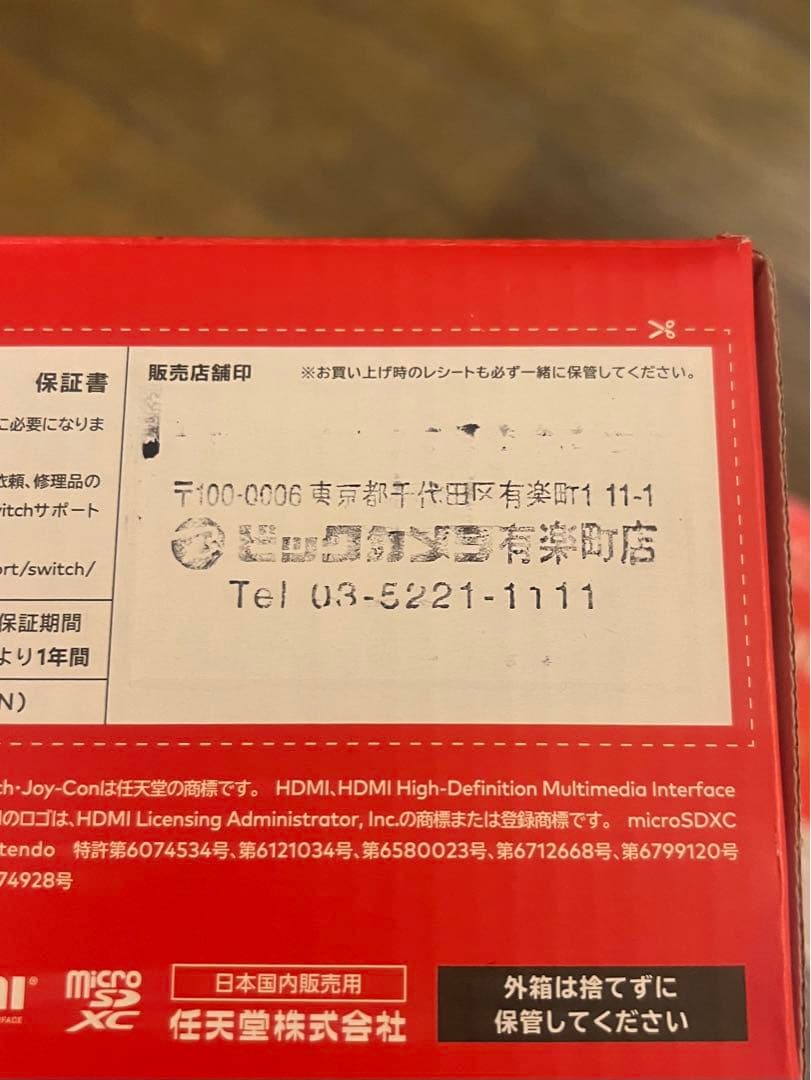 保証書
販売店舗印 ※お買い上げ時のレシートも必ず一緒に保管してください。
に必要になりま
依頼、修理品の
witchサポート
ort/switch/
保証期間
より1年間
N)
〒100-0006 東京都千代田区有楽町1 11-1
ビックカメラ有楽町店
Tel 03-5221-1111
ch・Joy-Conは任天堂の商標です。 HDMI、HDMI High-Definition Multimedia Interface
のロゴは、HDMI Licensing Administrator, Inc.の商標または登録商標です。 microSDXC
ntendo 特許第6074534号、第6121034号、第6580023号、第6712668号、第6799120号
74928号
micro SD XC
日本国内販売用
任天堂株式会社
外箱は捨てずに
保管してください